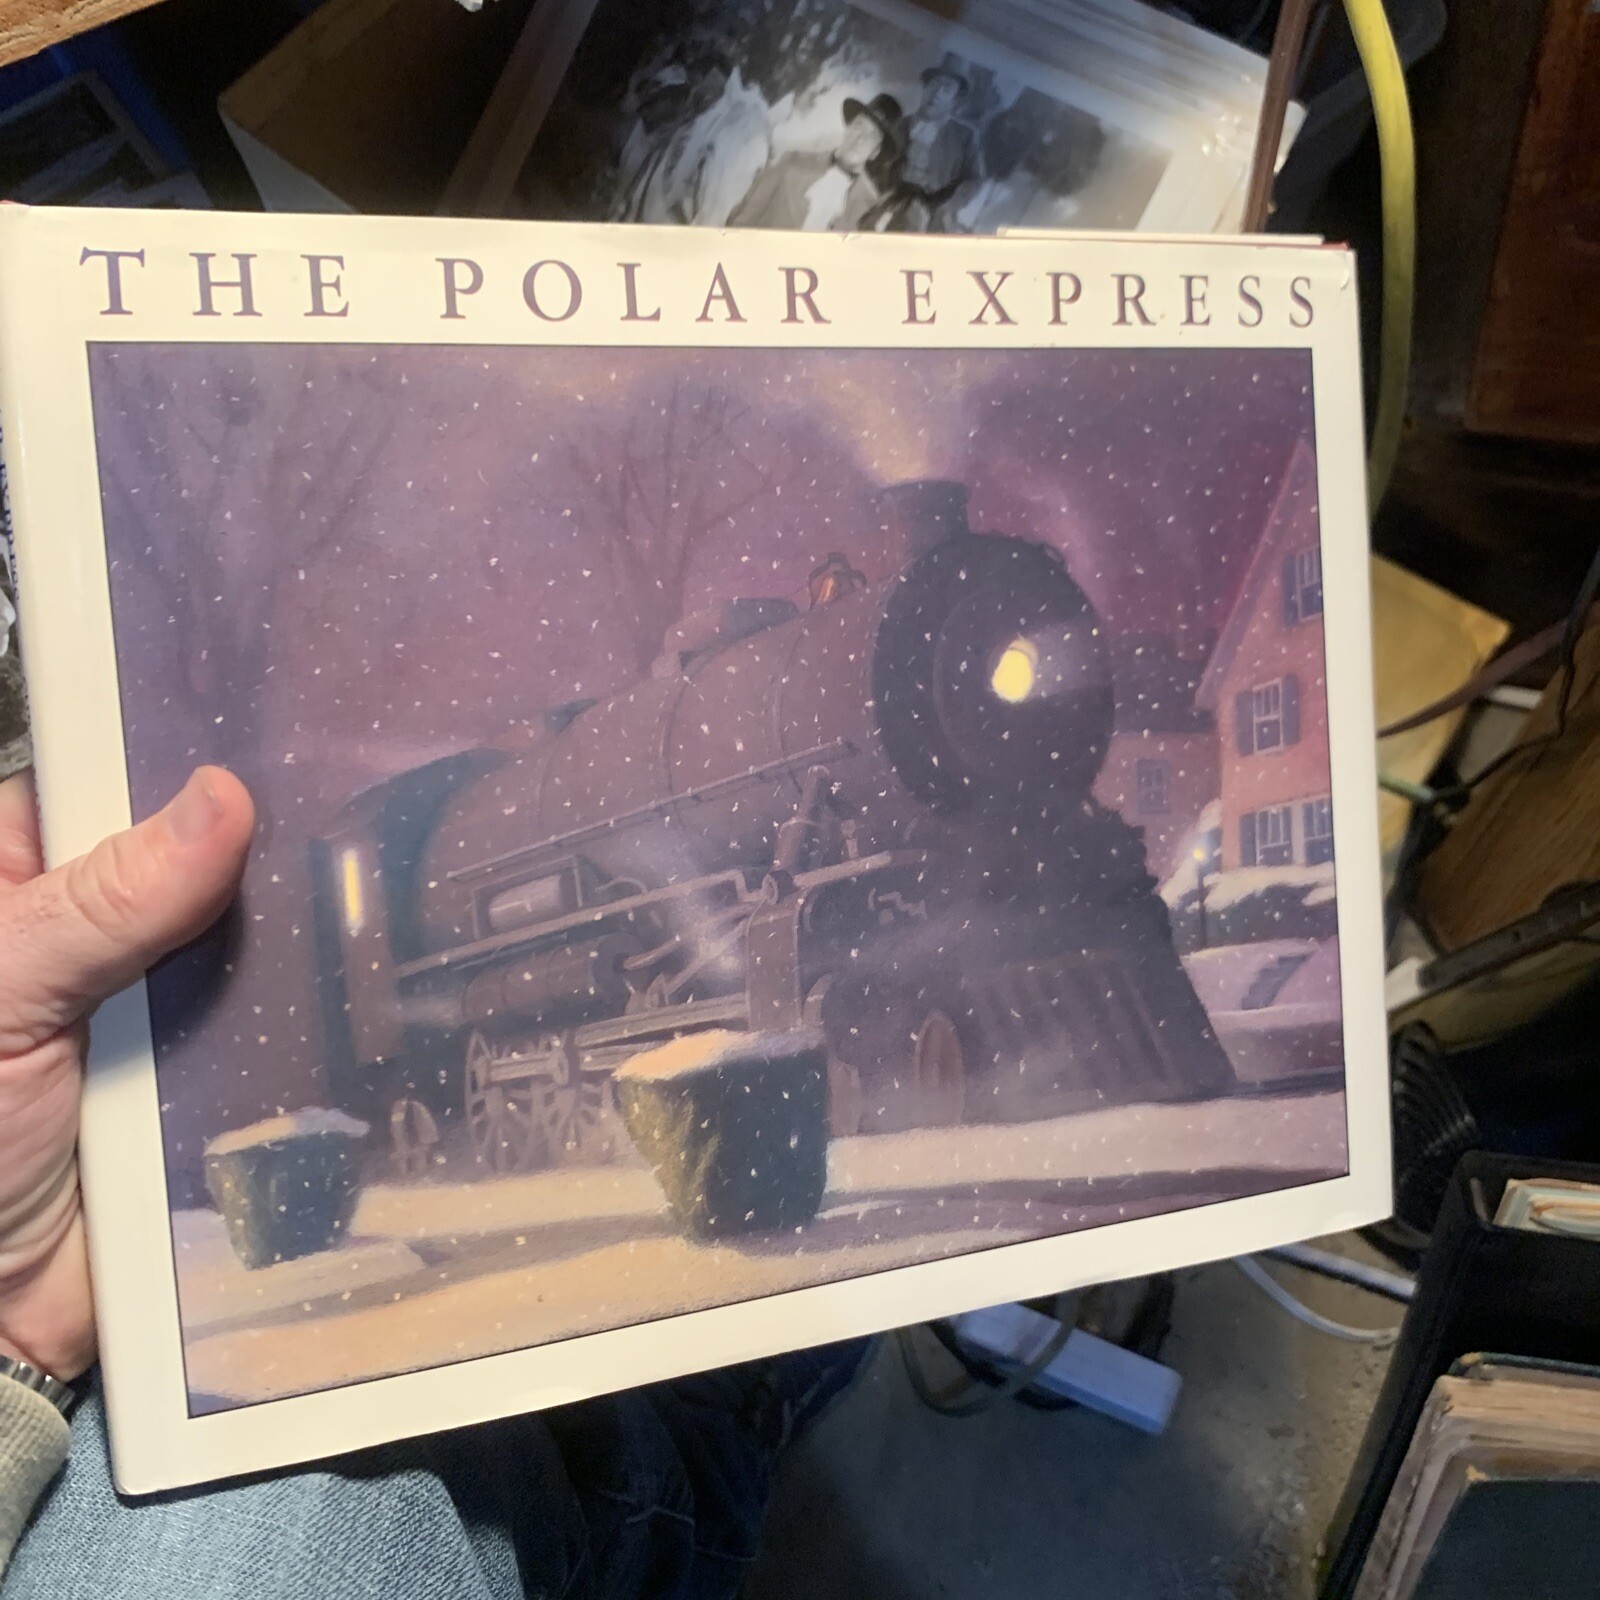 THE POLAR EXPRESS